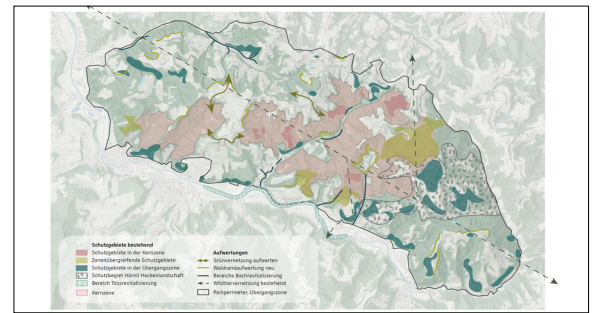 Schutzgebiete bestehend
Schutzgebiete in der Kernzone
Zonenübergreifende Schutzgebiete
Schutzgebiete in der Übergangszone
Schutzgebiet Hörnli Heckenlandschaft
Bereich Tössrevitalisierung
Kernzone
Aufwertungen
Grünvernetzung aufwerten
Waldrandaufwertung neu
Bereiche Bachrevitalisierung
Wildtiervernetzung bestehend
Parkperimeter, Übergangszone